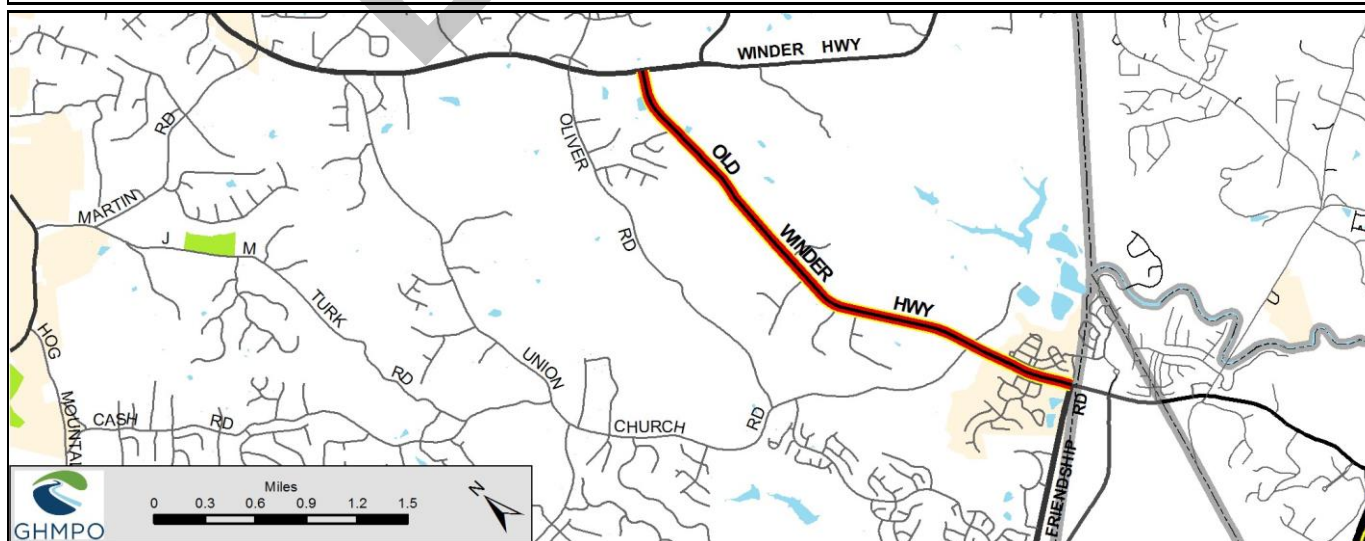 WINDER HWY
OLIVER
RD
OLD
WINDER
HWY
RD
MARTIN
J M
TURK
RD
UNION
CHURCH
RD
HOG
MOUNTAI
CASH RD
FRIENDSHIP RD
Miles
0 0.3 0.6 0.9 1.2 1.5
N
GHMPO